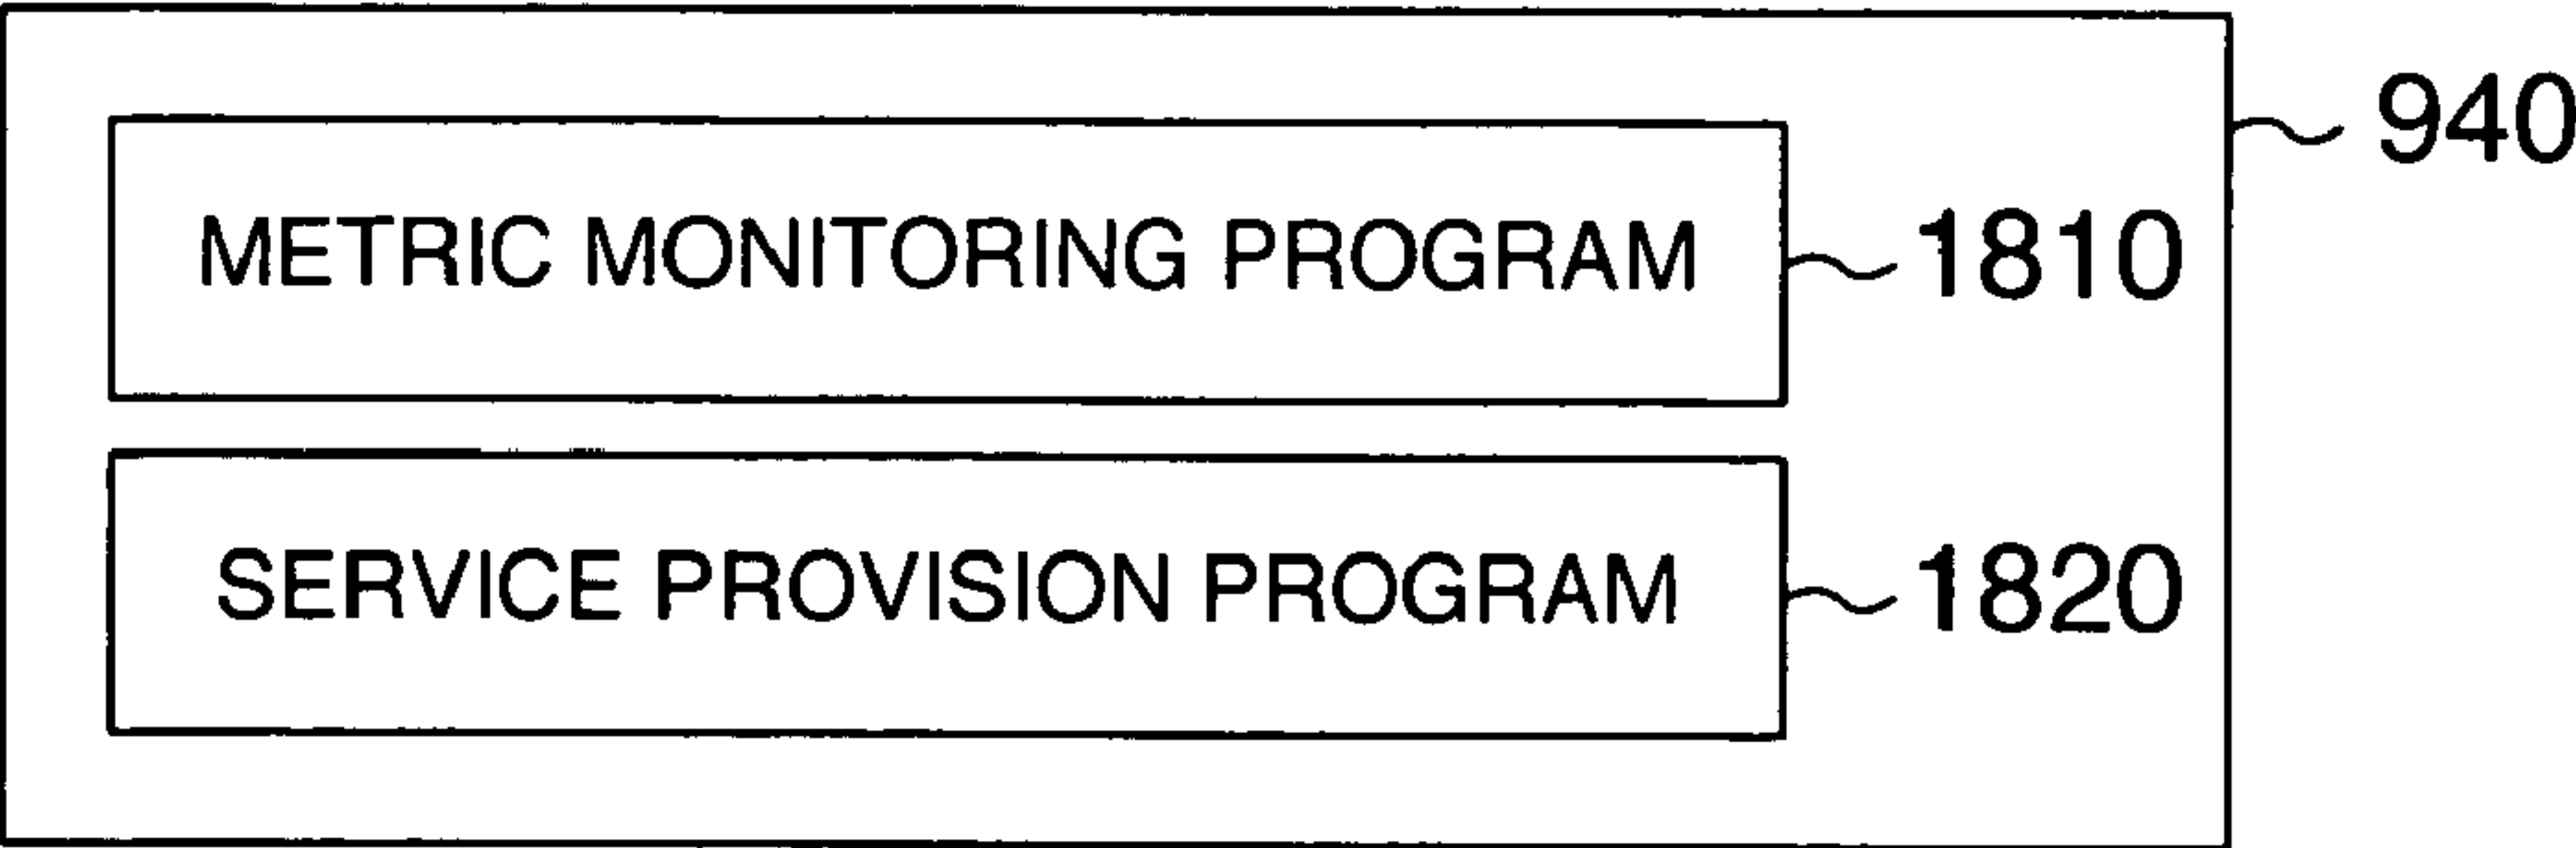 940
METRIC MONITORING PROGRAM 1810
SERVICE PROVISION PROGRAM 1820